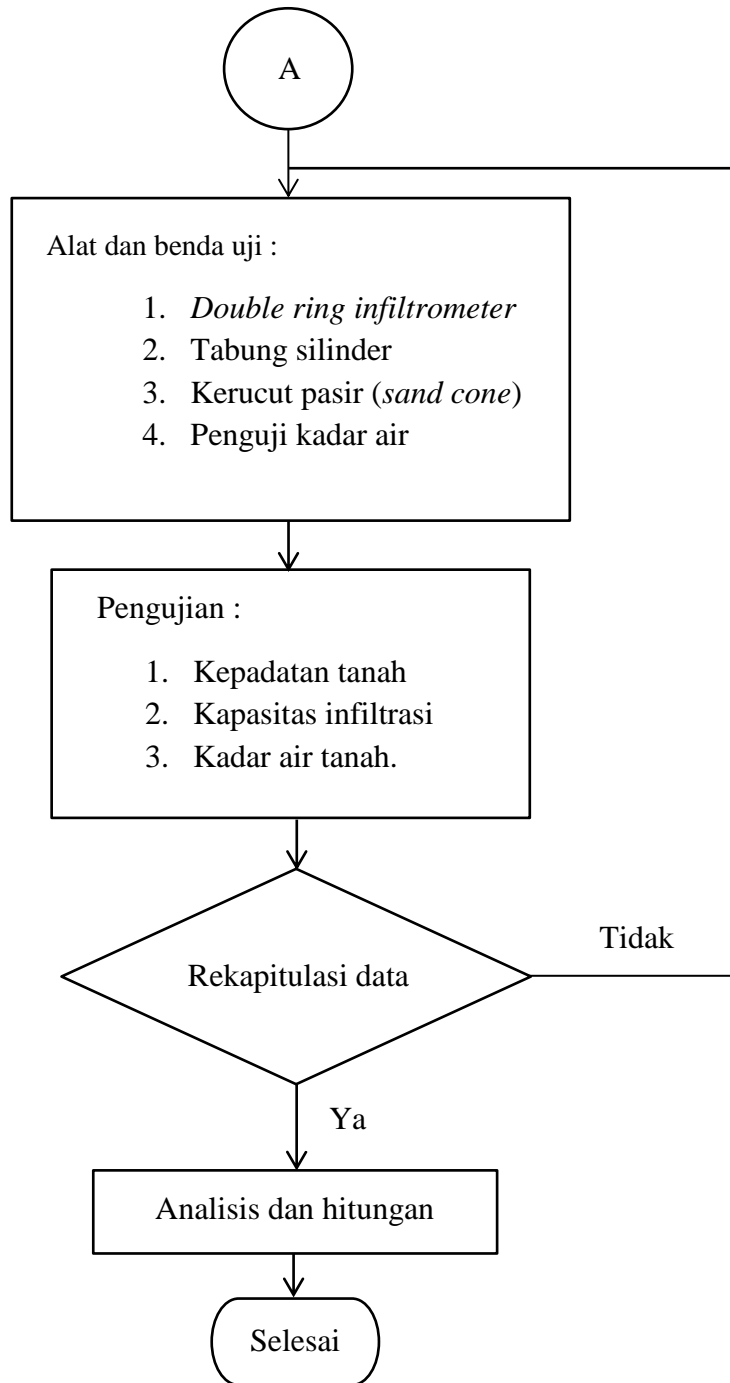 A
Alat dan benda uji :
1. Double ring infiltrometer
2. Tabung silinder
3. Kerucut pasir (sand cone)
4. Penguji kadar air
Pengujian :
1. Kepadatan tanah
2. Kapasitas infiltrasi
3. Kadar air tanah.
Tidak
Rekapitulasi data
Ya
Analisis dan hitungan
Selesai